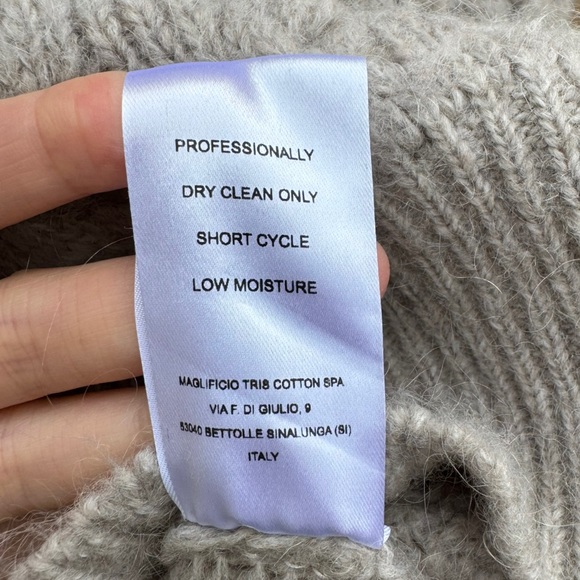 PROFESSIONALLY
DRY CLEAN ONLY
SHORT CYCLE
LOW MOISTURE
MAGLIFICIO TRIS COTTON SPA
VIA F. DI GIULIO, 9
53040 BETTOLLE SINALUNGA (SI)
ITALY